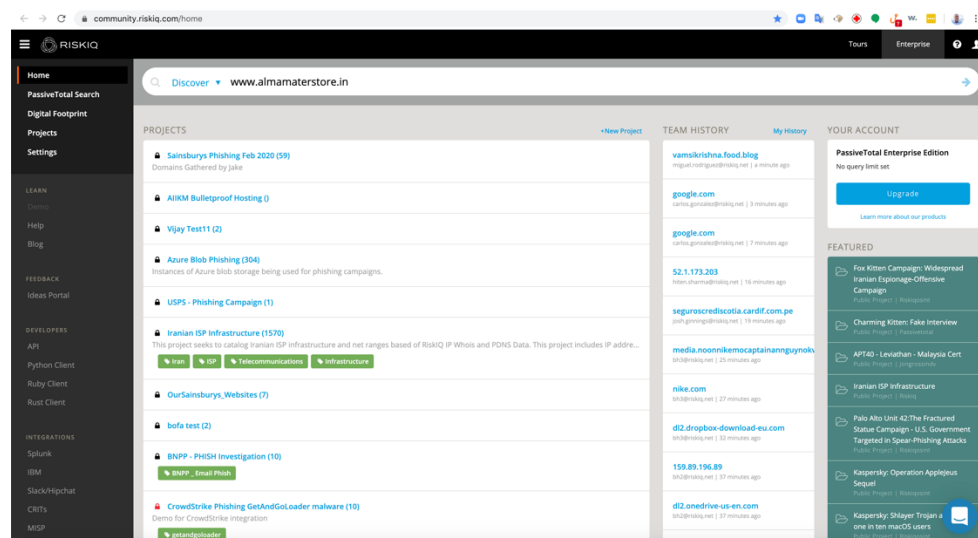 community.riskiq.com/home
RISKIQ
Tours
Enterprise
Home
PassiveTotal Search
Digital Footprint
Projects
Settings
LEARN
Demo
Help
Blog
FEEDBACK
Ideas Portal
DEVELOPERS
API
Python Client
Ruby Client
Rust Client
INTEGRATIONS
Splunk
IBM
Slack/Hipchat
CRITs
MISP
Discover
www.almamaterstore.in
PROJECTS
+New Project
Sainsburys Phishing Feb 2020 (59)
Domains Gathered by Jake
AIIKM Bulletproof Hosting ()
Vijay Test11 (2)
Azure Blob Phishing (304)
Instances of Azure blob storage being used for phishing campaigns.
USPS - Phishing Campaign (1)
Iranian ISP Infrastructure (1570)
This project seeks to catalog Iranian ISP infrastructure and net ranges based of RiskIQ IP Whois and PDNS Data. This project includes IP addre...
Iran
ISP
Telecommunications
Infrastructure
OurSainsburys_Websites (7)
bofa test (2)
BNPP - PHISH Investigation (10)
BNPP _ Email Phish
CrowdStrike Phishing GetAndGoLoader malware (10)
Demo for CrowdStrike integration
getandgoloader
TEAM HISTORY
My History
vamsikrishna.food.blog
miguel.rodriguez@riskiq.net | a minute ago
google.com
carlos.gonzalez@riskiq.net | 3 minutes ago
google.com
carlos.gonzalez@riskiq.net | 7 minutes ago
52.1.173.203
hiten.sharma@riskiq.net | 16 minutes ago
seguroscrediscotia.cardif.com.pe
josh.ginnings@riskiq.net | 19 minutes ago
media.noonnikemocaptainannguynokv
bh3@riskiq.net | 25 minutes ago
nike.com
bh3@riskiq.net | 27 minutes ago
dl2.dropbox-download-eu.com
bh3@riskiq.net | 32 minutes ago
159.89.196.89
bh2@riskiq.net | 37 minutes ago
dl2.onedrive-us-en.com
bh2@riskiq.net | 39 minutes ago
YOUR ACCOUNT
PassiveTotal Enterprise Edition
No query limit set
Upgrade
Learn more about our products
FEATURED
Fox Kitten Campaign: Widespread
Iranian Espionage-Offensive
Campaign
Public Project | Riskiqpoint
Charming Kitten: Fake Interview
Public Project | Passivetotal
APT40 - Leviathan - Malaysia Cert
Public Project
Iranian ISP Infrastructure
Public Project | Riskiq
Palo Alto Unit 42:The Fractured
Statue Campaign - U.S. Government
Targeted in Spear-Phishing Attacks
Public Project | Riskiqpoint
Kaspersky: Operation AppleJeus
Sequel
Public Project | Riskiqpoint
Kaspersky: Shlayer Trojan
one in ten macOS users